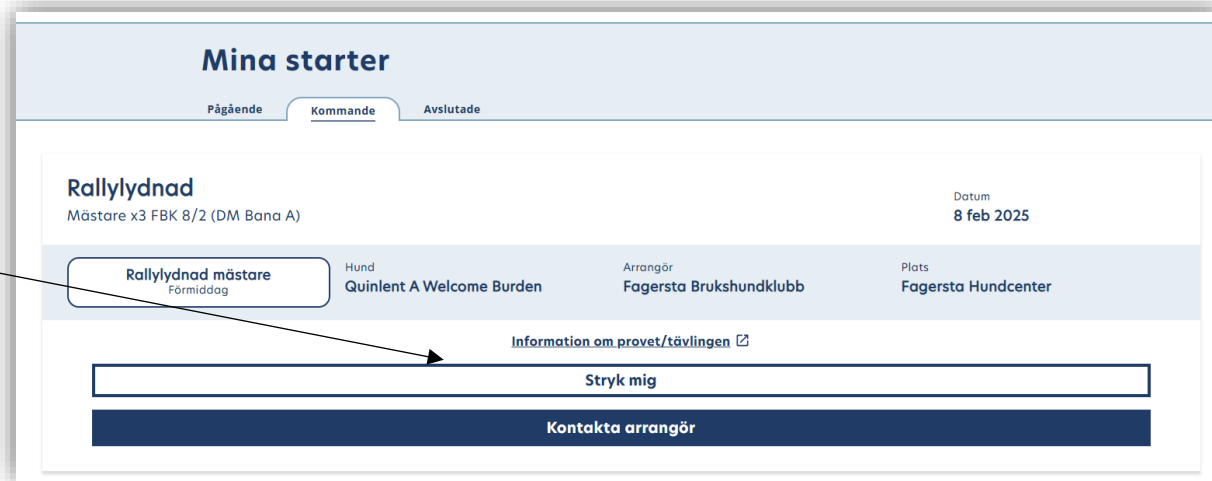 Mina starter
Pågående Kommande Avslutade
Rallylydnad
Mästare x3 FBK 8/2 (DM Bana A)
Datum
8 feb 2025
Rallylydnad mästare
Förmiddag
Hund
Quinlent A Welcome Burden
Arrangör
Fagersta Brukshundklubb
Plats
Fagersta Hundcenter
Information om provet/tävlingen
Stryk mig
Kontakta arrangör